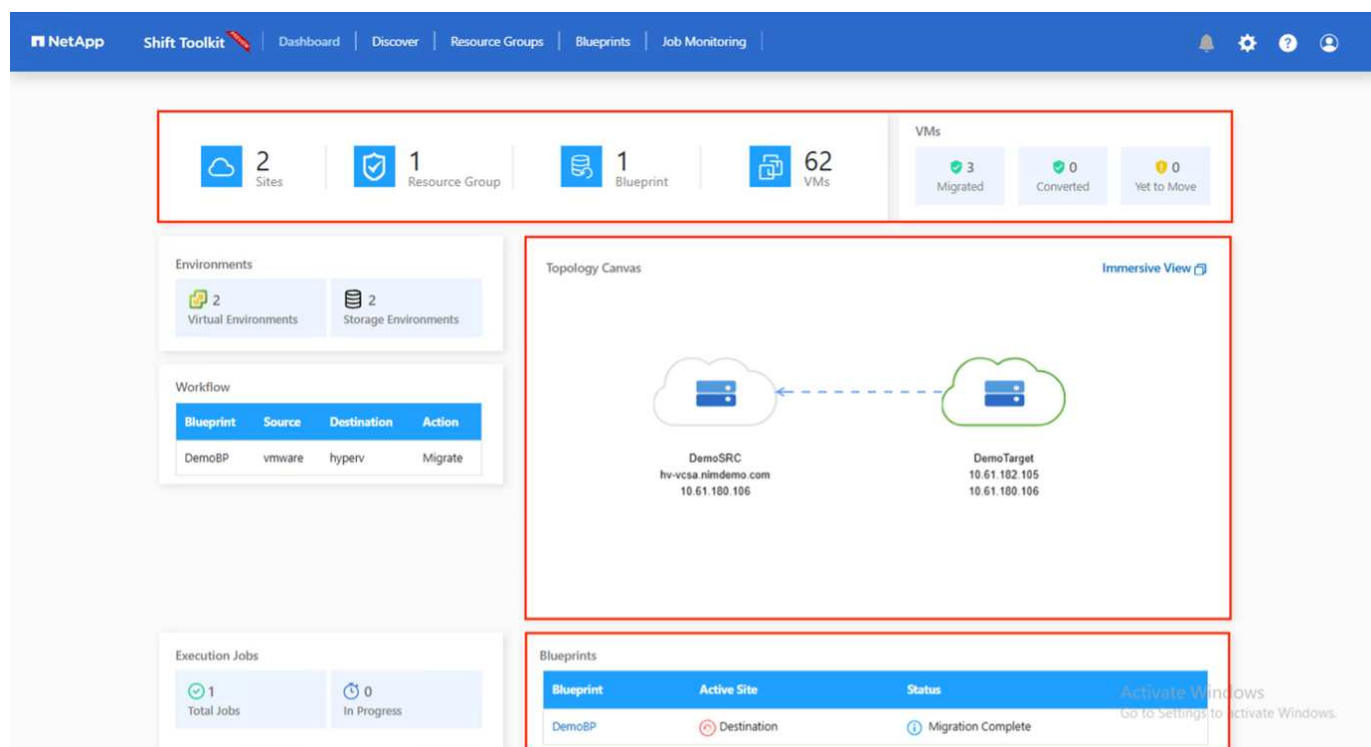 NetApp Shift Toolkit Dashboard Discover Resource Groups Blueprints Job Monitoring
2 Sites
1 Resource Group
1 Blueprint
62 VMs
VMs
3 Migrated
0 Converted
0 Yet to Move
Environments
2 Virtual Environments
2 Storage Environments
Topology Canvas
Immersive View
DemoSRC
hv-vcsa.nimdemo.com
10.61.180.106
DemoTarget
10.61.182.105
10.61.180.106
Workflow
Blueprint Source Destination Action
DemoBP vmware hyperv Migrate
Execution Jobs
1 Total Jobs
0 In Progress
Blueprints
Blueprint Active Site Status
DemoBP Destination Migration Complete
Activate Windows
Go to Settings to activate Windows.